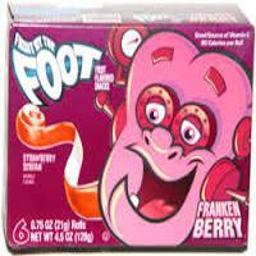 FRUIT BY THE
FOOT
FRUIT FLAVORED
SNACKS
Good Source of Vitamin C
80 Calories per Roll
STRAWBERRY
SCREAM
FRANKEN
BERRY
6 0.75 OZ (21g) Rolls
NET WT 4.5 OZ (128g)